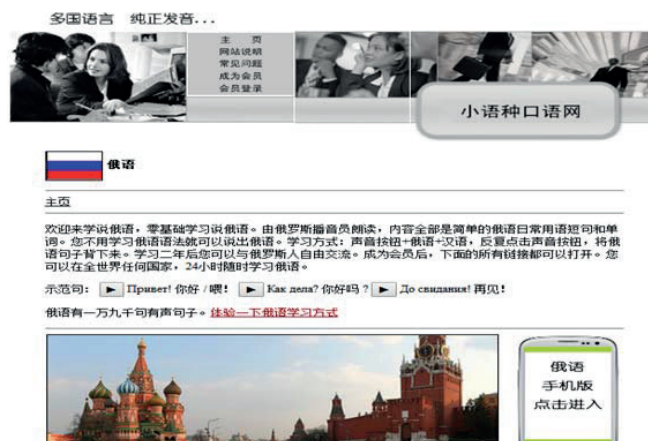 多国语言 纯正发音...
主 页
网站说明
常见问题
成为会员
会员登录
小语种口语网
俄语
主页
欢迎来学说俄语，零基础学习说俄语。由俄罗斯播音员朗读，内容全部是简单的俄语日常用语短句和单
词。您不用学习俄语语法就可以说出俄语。学习方式：声音按钮+俄语+汉语，反复点击声音按钮，将俄
语句子背下来。学习二年后您可以与俄罗斯人自由交流。成为会员后，下面的所有链接都可以打开。您
可以在全世界任何国家，24小时随时学习俄语。
示范句： Привет! 你好 / 喂！ Как дела? 你好吗？ До свидания! 再见！
俄语有一万九千句有声句子。体验一下俄语学习方式
俄语
手机版
点击进入